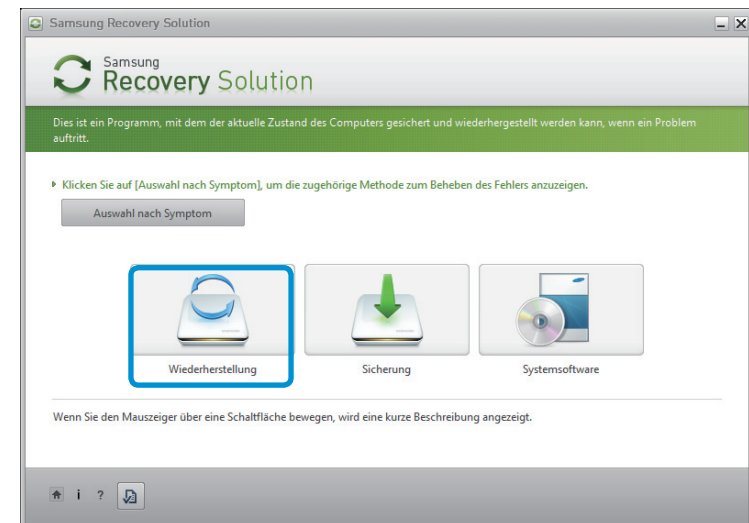 Samsung Recovery Solution
Samsung
Recovery Solution
Dies ist ein Programm, mit dem der aktuelle Zustand des Computers gesichert und wiederhergestellt werden kann, wenn ein Problem
auftritt.
Klicken Sie auf [Auswahl nach Symptom], um die zugehörige Methode zum Beheben des Fehlers anzuzeigen.
Auswahl nach Symptom
Wiederherstellung Sicherung Systemsoftware
Wenn Sie den Mauszeiger über eine Schaltfläche bewegen, wird eine kurze Beschreibung angezeigt.
i ?